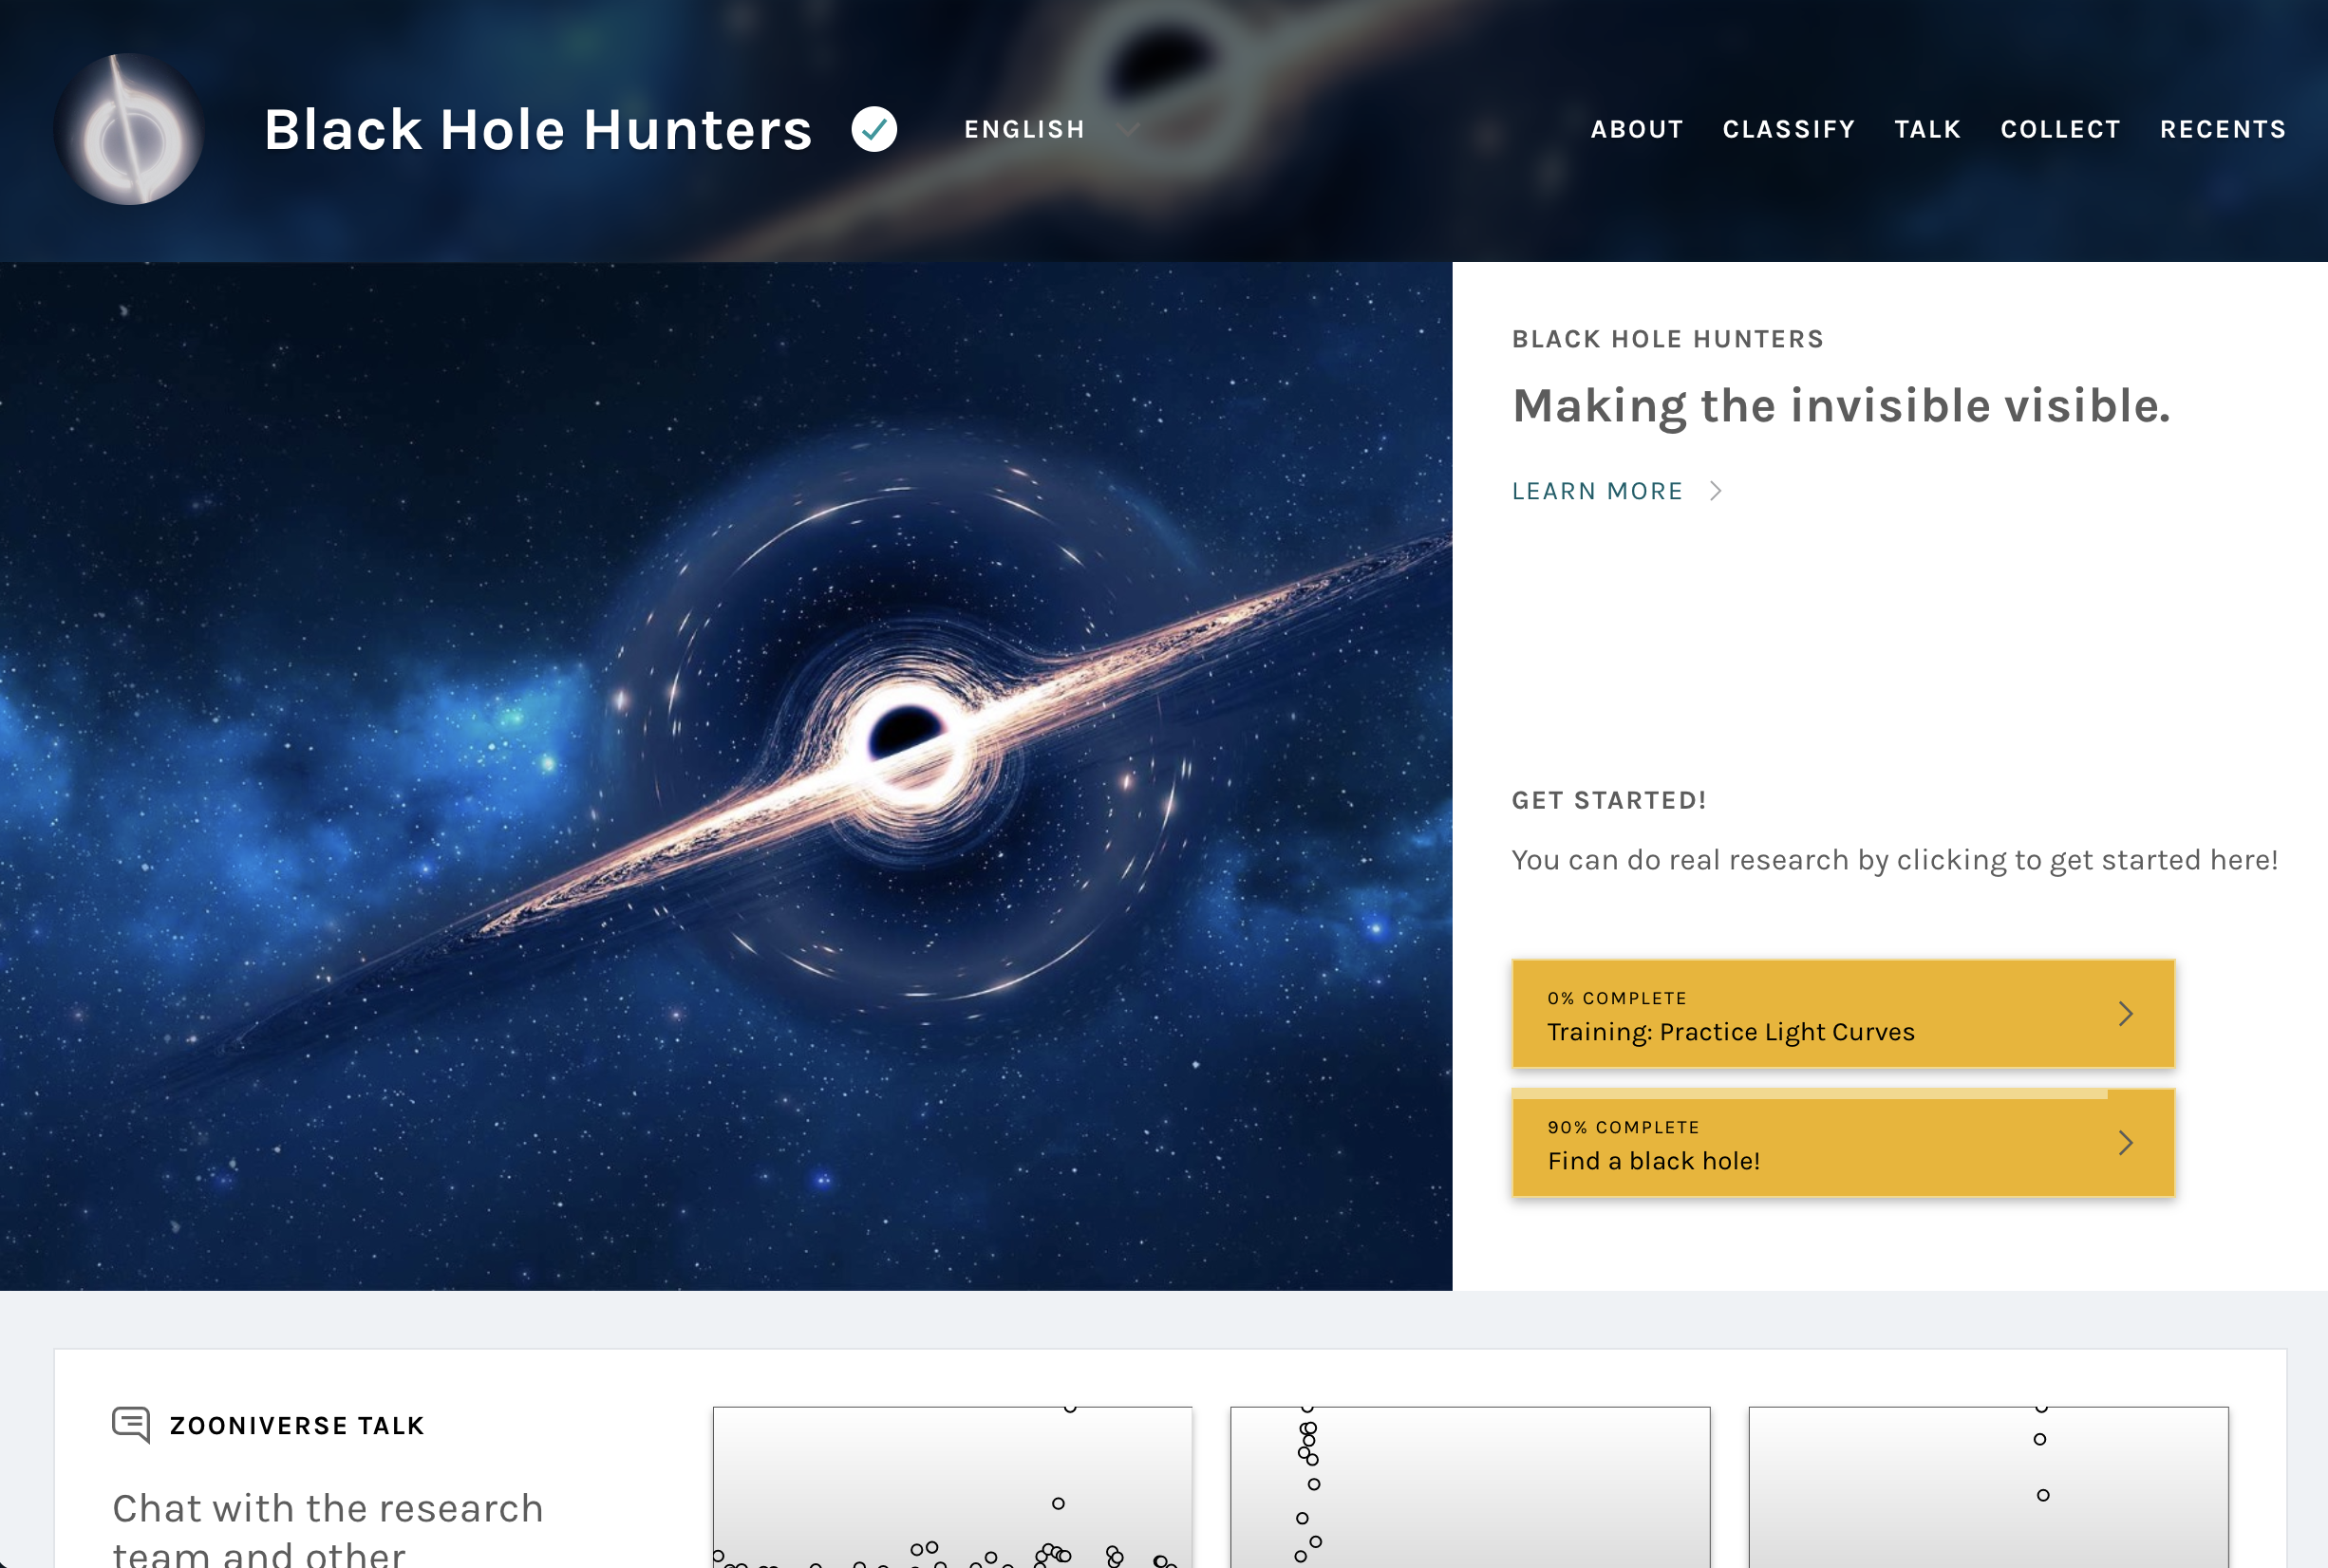 Black Hole Hunters
ENGLISH
ABOUT CLASSIFY TALK COLLECT RECENTS
BLACK HOLE HUNTERS
Making the invisible visible.
LEARN MORE
GET STARTED!
You can do real research by clicking to get started here!
0% COMPLETE
Training: Practice Light Curves
90% COMPLETE
Find a black hole!
ZOONIVERSE TALK
Chat with the research
team and other